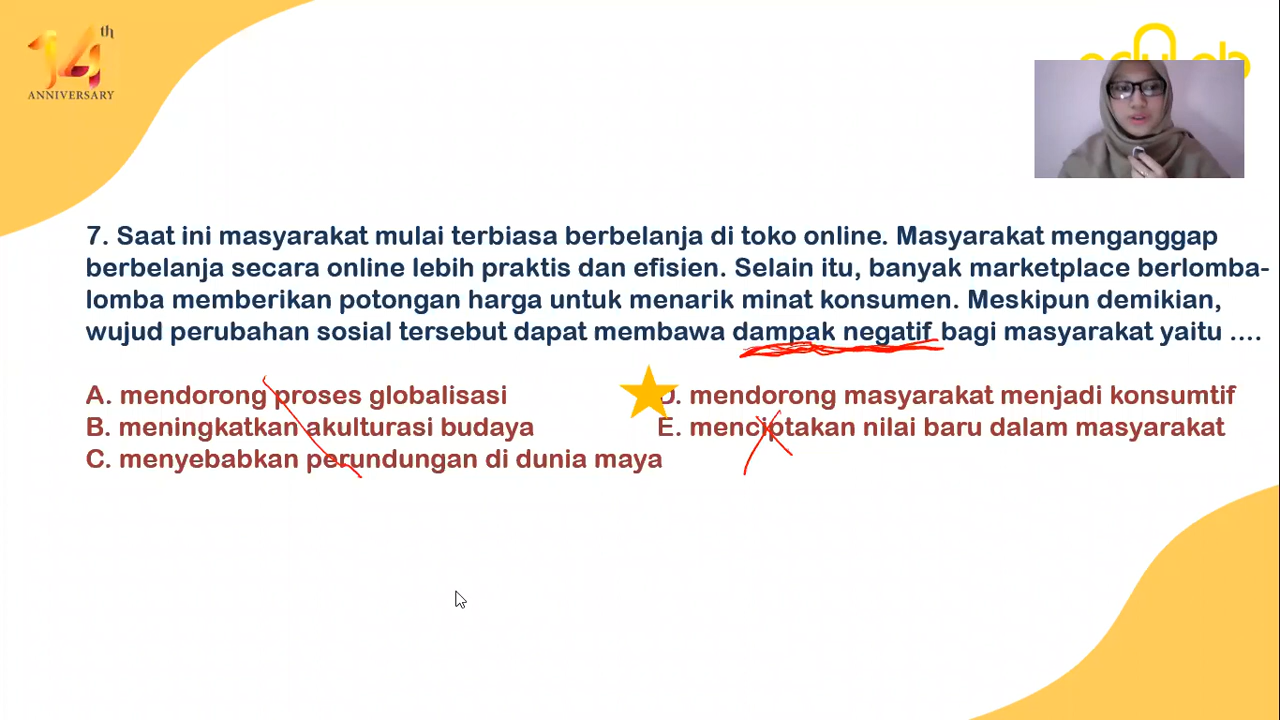 14th
ANNIVERSARY
7. Saat ini masyarakat mulai terbiasa berbelanja di toko online. Masyarakat menganggap
berbelanja secara online lebih praktis dan efisien. Selain itu, banyak marketplace berlomba-
lomba memberikan potongan harga untuk menarik minat konsumen. Meskipun demikian,
wujud perubahan sosial tersebut dapat membawa dampak negatif bagi masyarakat yaitu ....
A. mendorong proses globalisasi
B. meningkatkan akulturasi budaya
C. menyebabkan perundungan di dunia maya
D. mendorong masyarakat menjadi konsumtif
E. menciptakan nilai baru dalam masyarakat